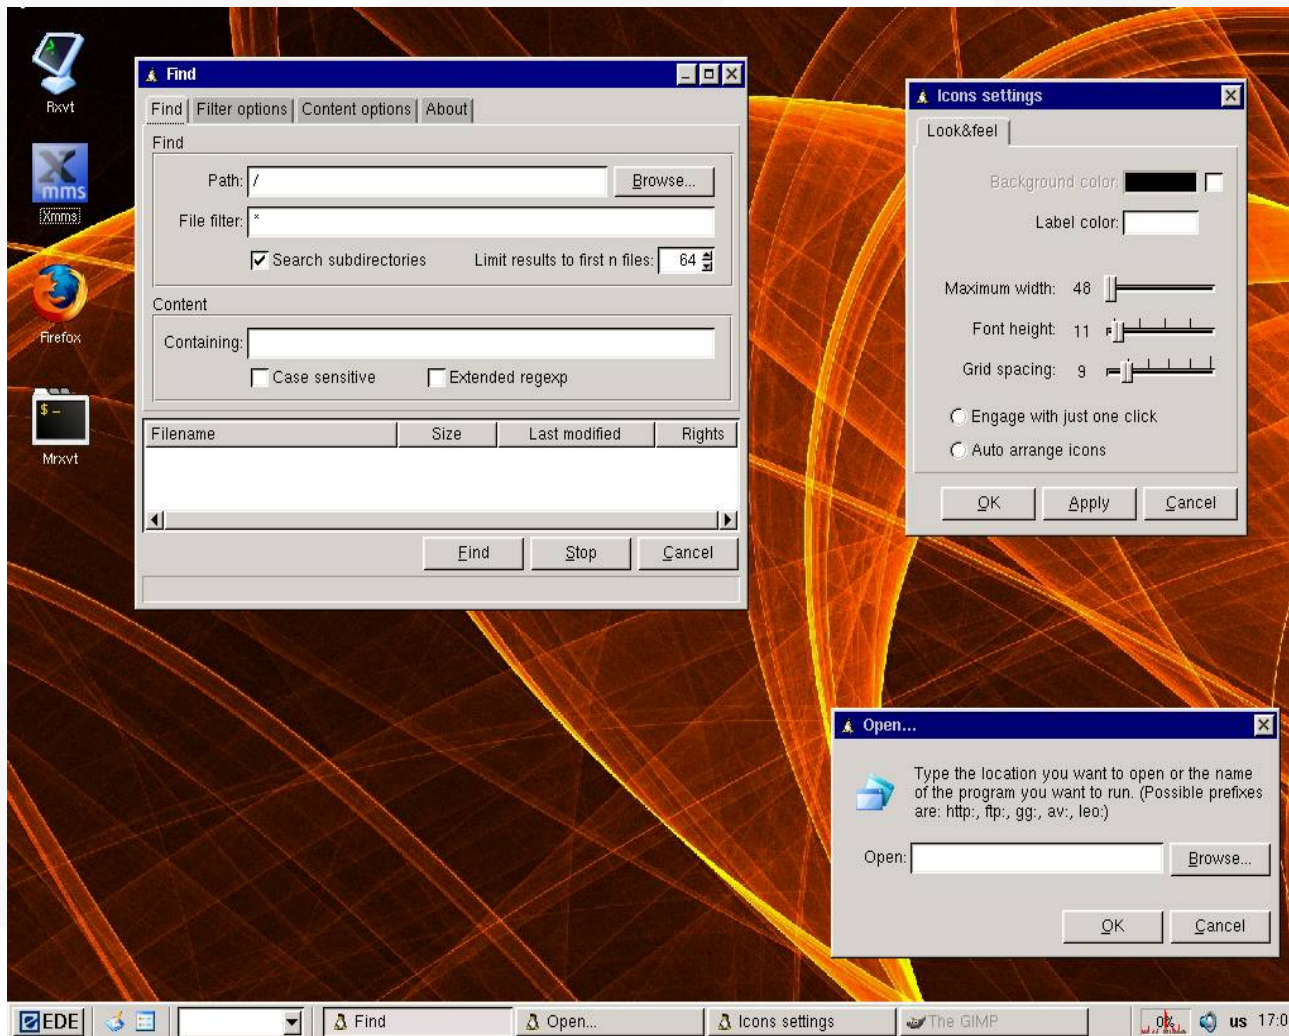 Rxvt
X
mms
Xmms
Firefox
$ _
Mrxvt
Find
Find Filter options Content options About
Find
Path: / Browse...
File filter: *
Search subdirectories Limit results to first n files: 64
Content
Containing:
Case sensitive Extended regexp
Filename Size Last modified Rights
Find Stop Cancel
Icons settings
Look&feel
Background color:
Label color:
Maximum width: 48
Font height: 11
Grid spacing: 9
Engage with just one click
Auto arrange icons
OK Apply Cancel
Open...
Type the location you want to open or the name
of the program you want to run. (Possible prefixes
are: http:, ftp:, gg:, av:, leo:)
Open: Browse...
OK Cancel
EDE Find Open... Icons settings The GIMP 0% us 17:0